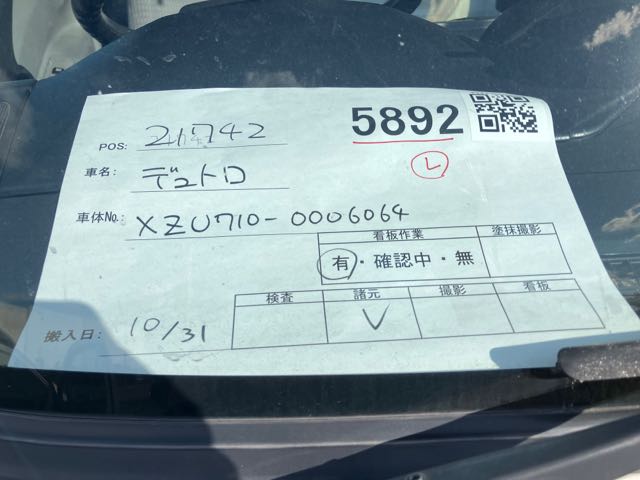 5892
POS:
Ⓛ
車名: デュトロ
車体No.: XZU710-0006064
看板作業 塗抹撮影
有・確認中・無
検査 諸元 撮影 看板
搬入日: 10/31 V